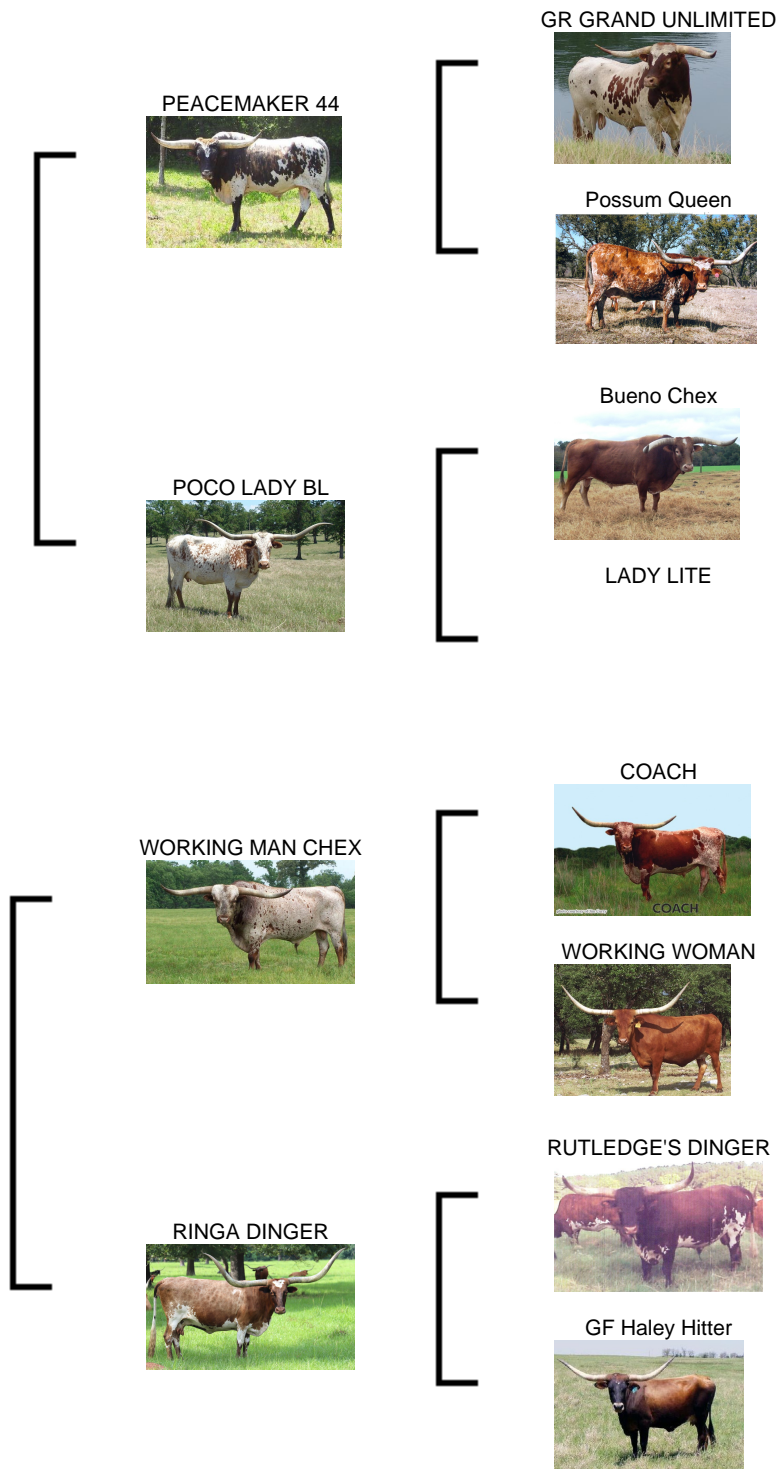 GR GRAND UNLIMITED
PEACEMAKER 44
Possum Queen
Bueno Chex
POCO LADY BL
LADY LITE
COACH
WORKING MAN CHEX
COACH
WORKING WOMAN
RUTLEDGE'S DINGER
RINGA DINGER
GF Haley Hitter